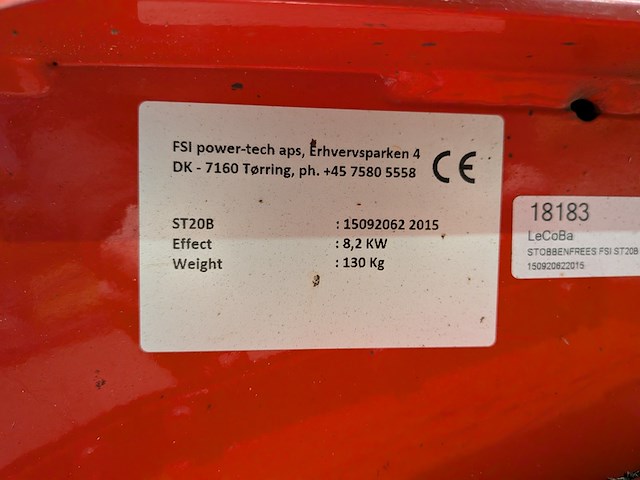 FSI power-tech aps, Erhvervsparken 4
DK - 7160 Tørring, ph. +45 7580 5558
CE
ST20B : 15092062 2015
Effect : 8,2 KW
Weight : 130 Kg
18183
LeCoBa
STOBBENFREES FSI ST20B
150920622015